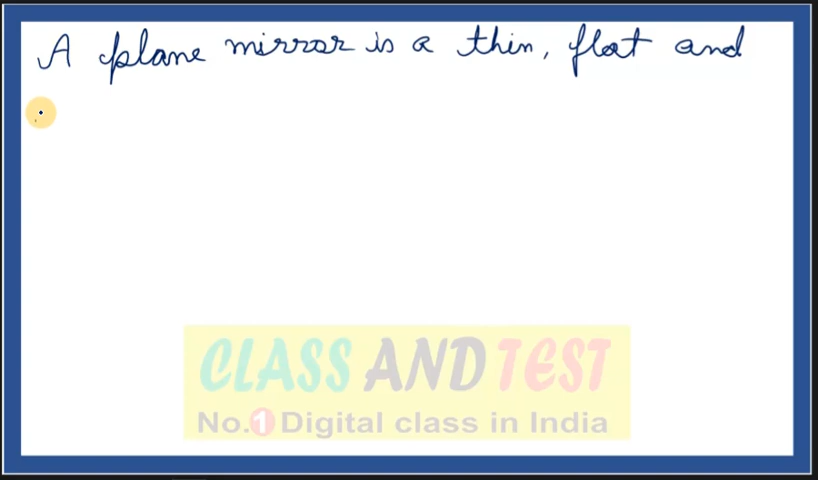 A plane mirror is a thin, flat and
CLASS AND TEST
No.1 Digital class in India